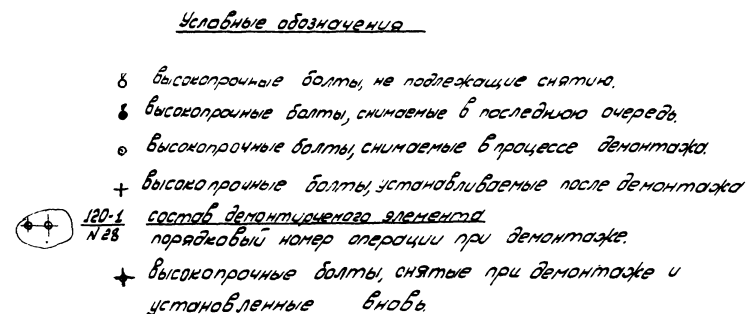 Условные обозначения
высокопрочные болты, не подлежащие снятию.
высокопрочные болты, снимаемые в последнюю очередь.
высокопрочные болты, снимаемые в процессе демонтажа.
высокопрочные болты, устанавливаемые после демонтажа
120-1 состав демонтируемого элемента
N28 порядковый номер операции при демонтаже.
высокопрочные болты, снятые при демонтаже и
установленные вновь.